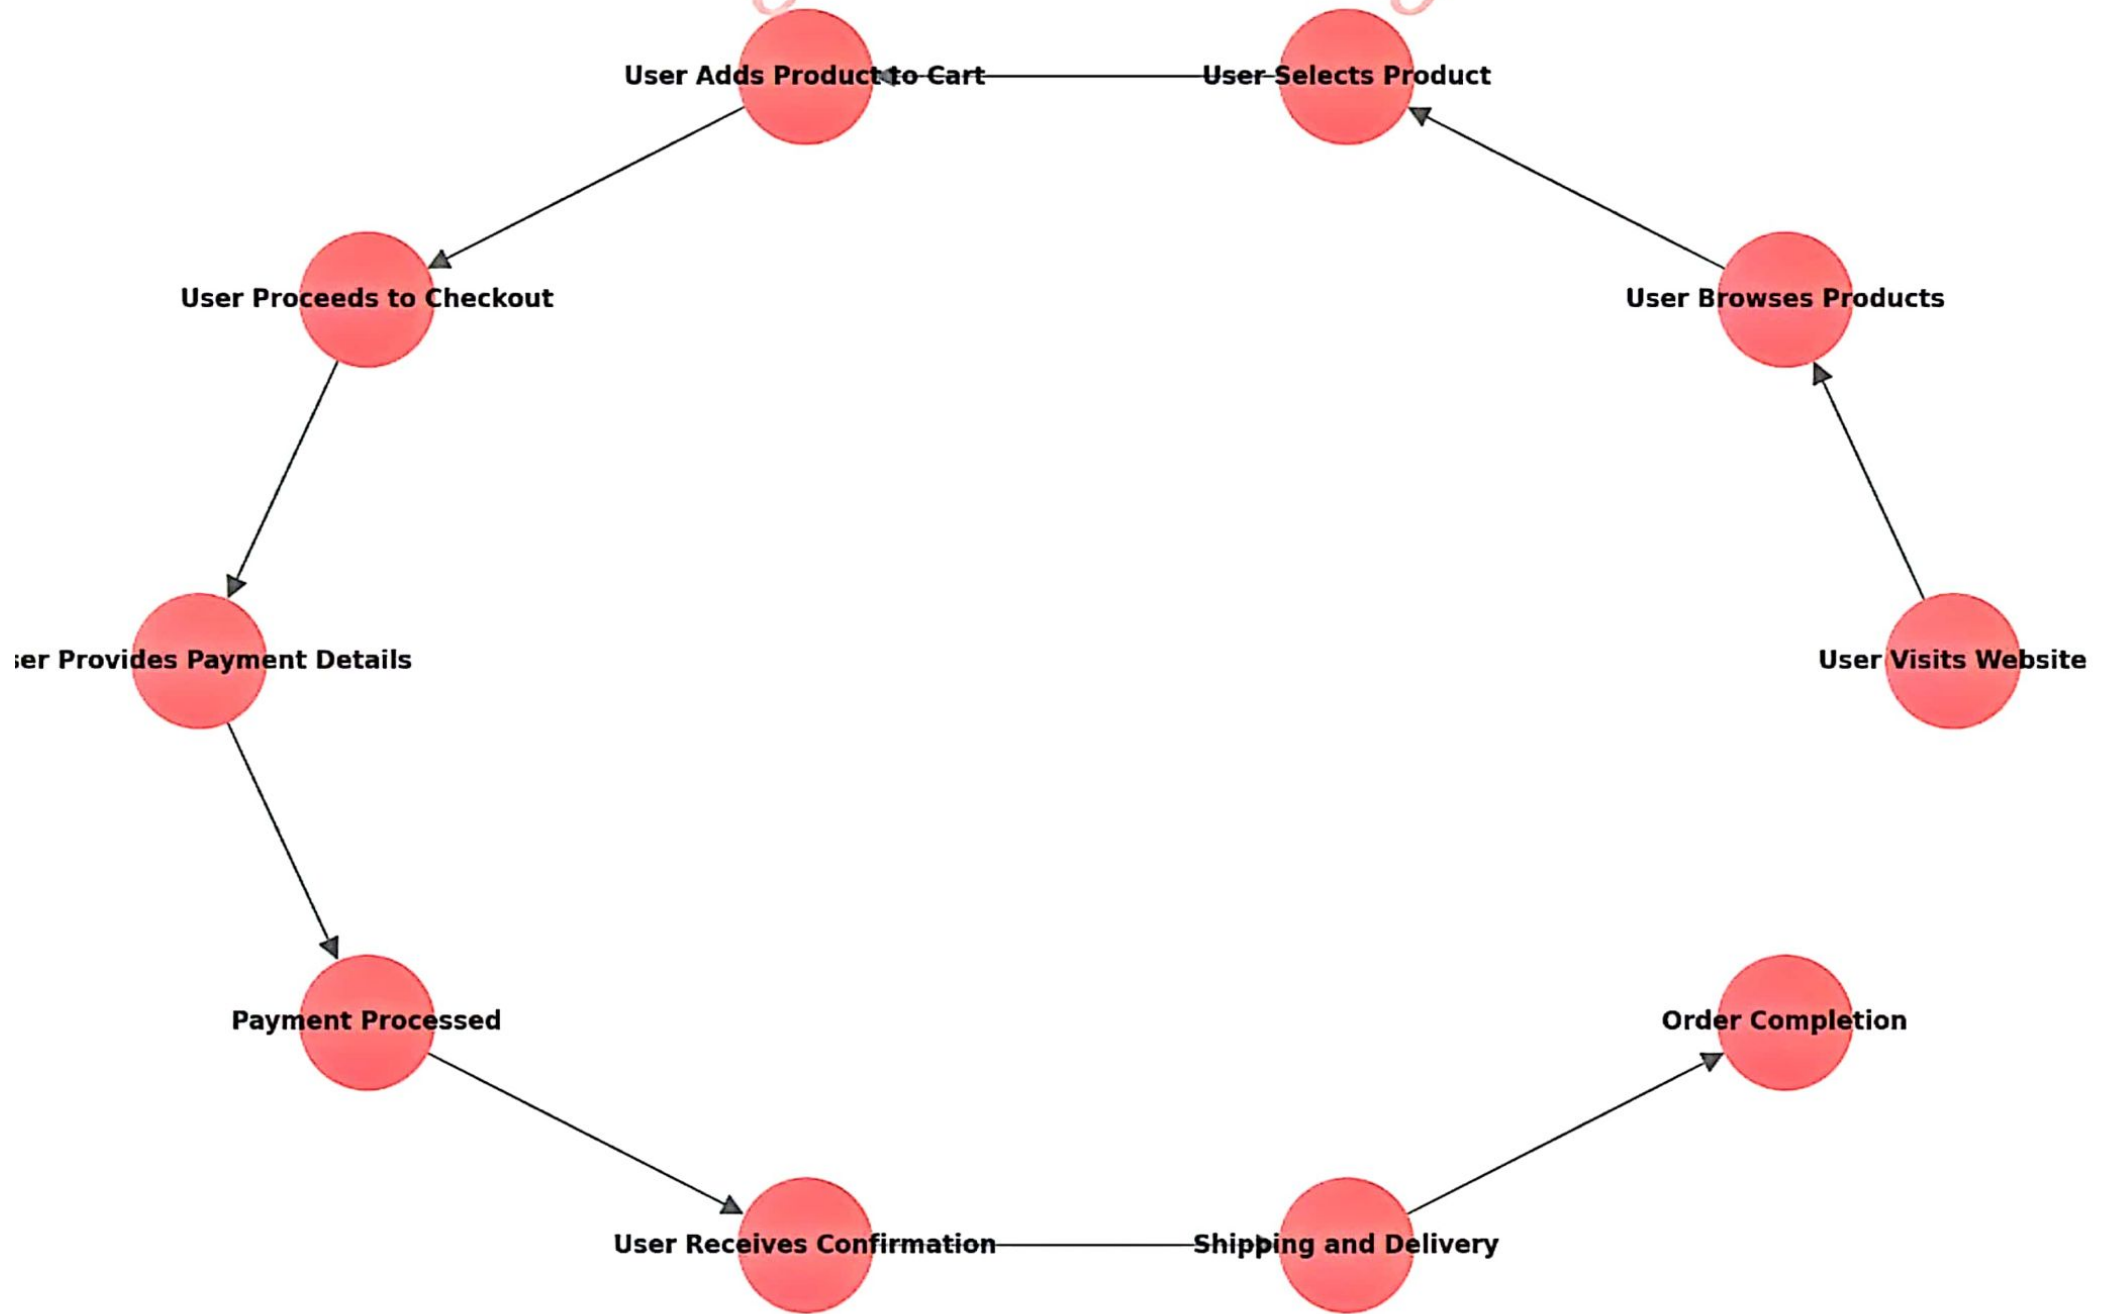 User Adds Product to Cart
User Selects Product
User Proceeds to Checkout
User Browses Products
Provides Payment Details
User Visits Website
Payment Processed
Order Completion
User Receives Confirmation
Shipping and Delivery